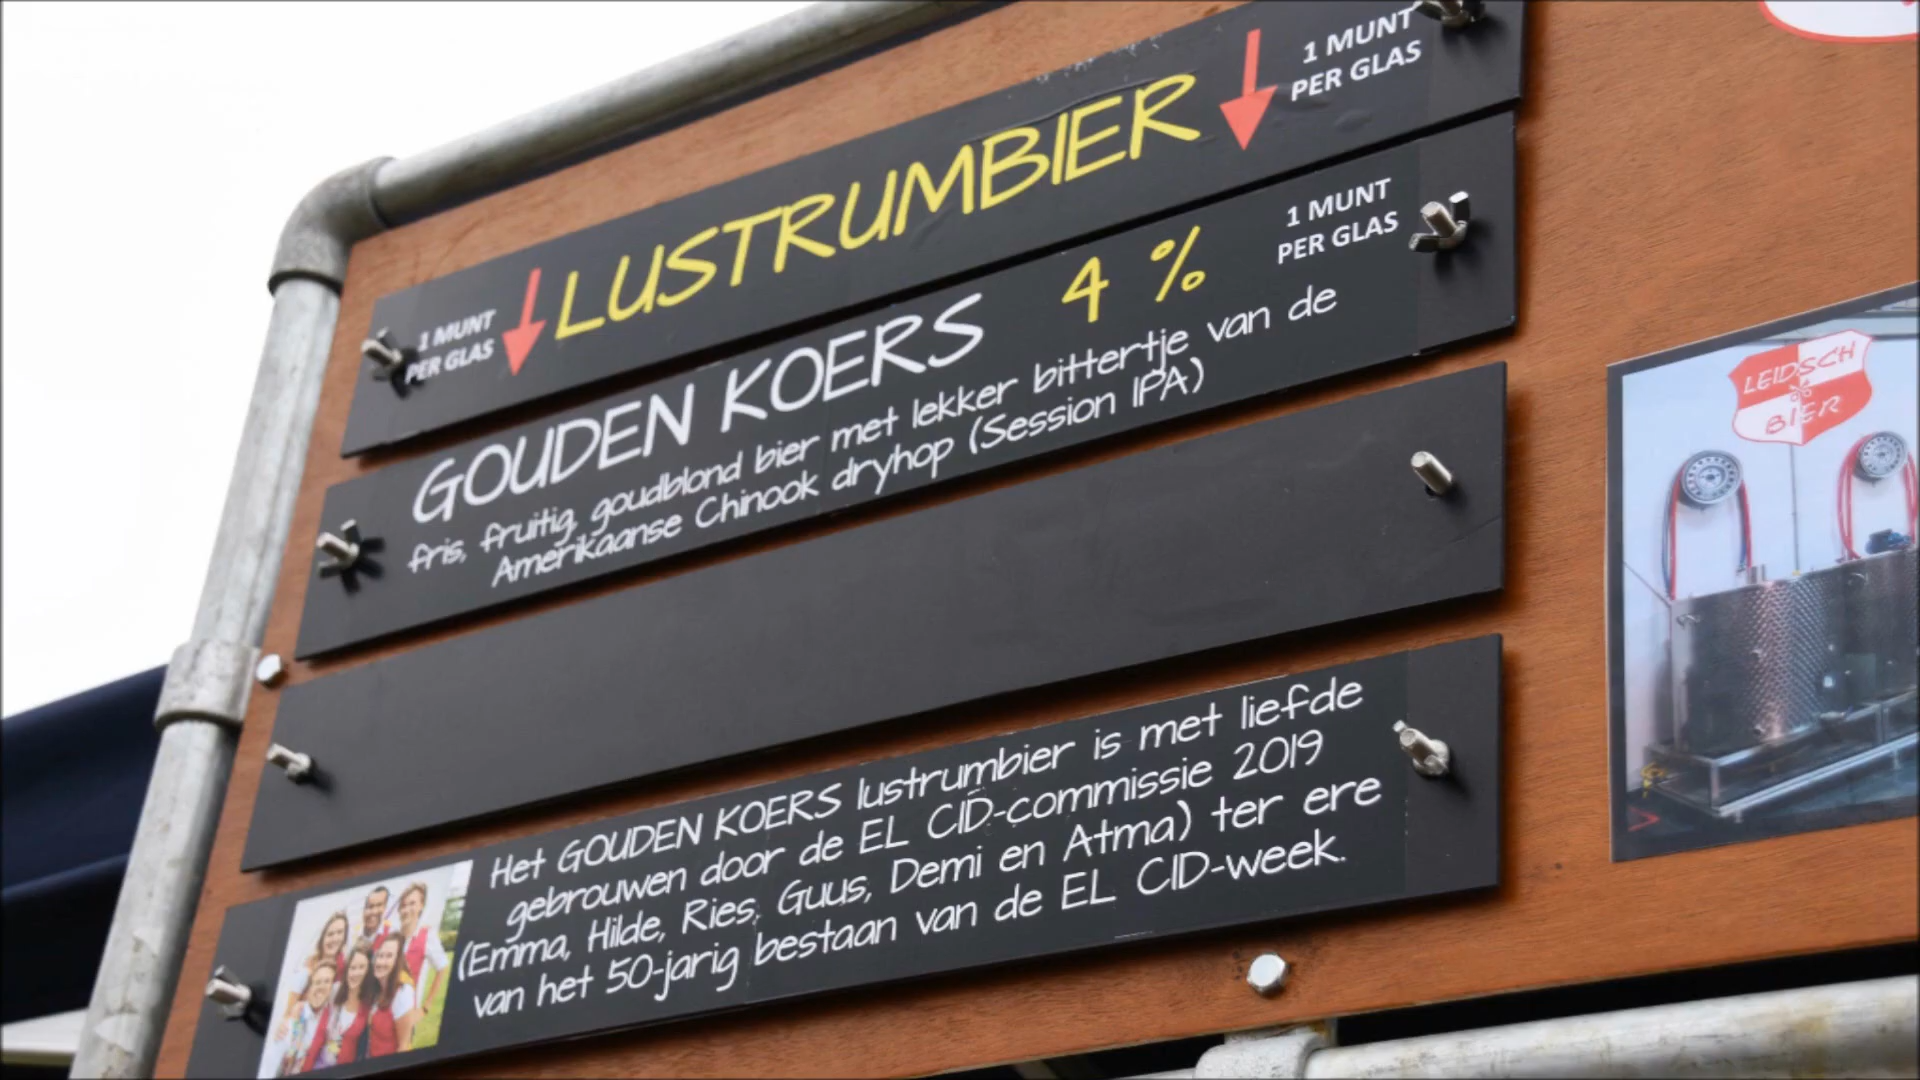 1 MUNT
PER GLAS
LUSTRUMBIER
1 MUNT
PER GLAS
GOUDEN KOERS 4 %
1 MUNT
PER GLAS
fris, fruitig, goudblond bier met lekker bittertje van de
Amerikaanse Chinook dryhop (Session IPA)
Het GOUDEN KOERS lustrumbier is met liefde
gebrouwen door de EL CID-commissie 2019
(Emma, Hilde, Ries, Guus, Demi en Atma) ter ere
van het 50-jarig bestaan van de EL CID-week.
LEIDSCH
BIER